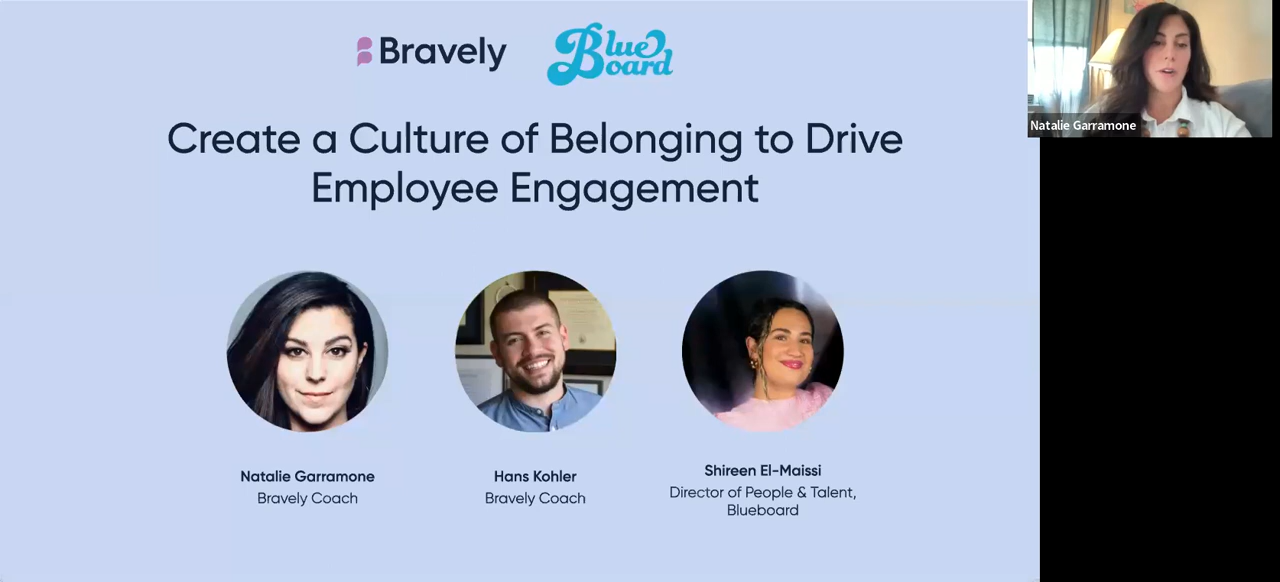 Bravely
Blue
Board
Natalie Garramone
Create a Culture of Belonging to Drive
Employee Engagement
Natalie Garramone
Bravely Coach
Hans Kohler
Bravely Coach
Shireen El-Maissi
Director of People & Talent,
Blueboard